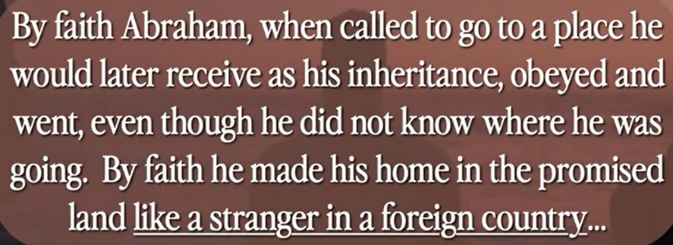 By faith Abraham, when called to go to a place he
would later receive as his inheritance, obeyed and
went, even though he did not know where he was
going.  By faith he made his home in the promised
land like a stranger in a foreign country...